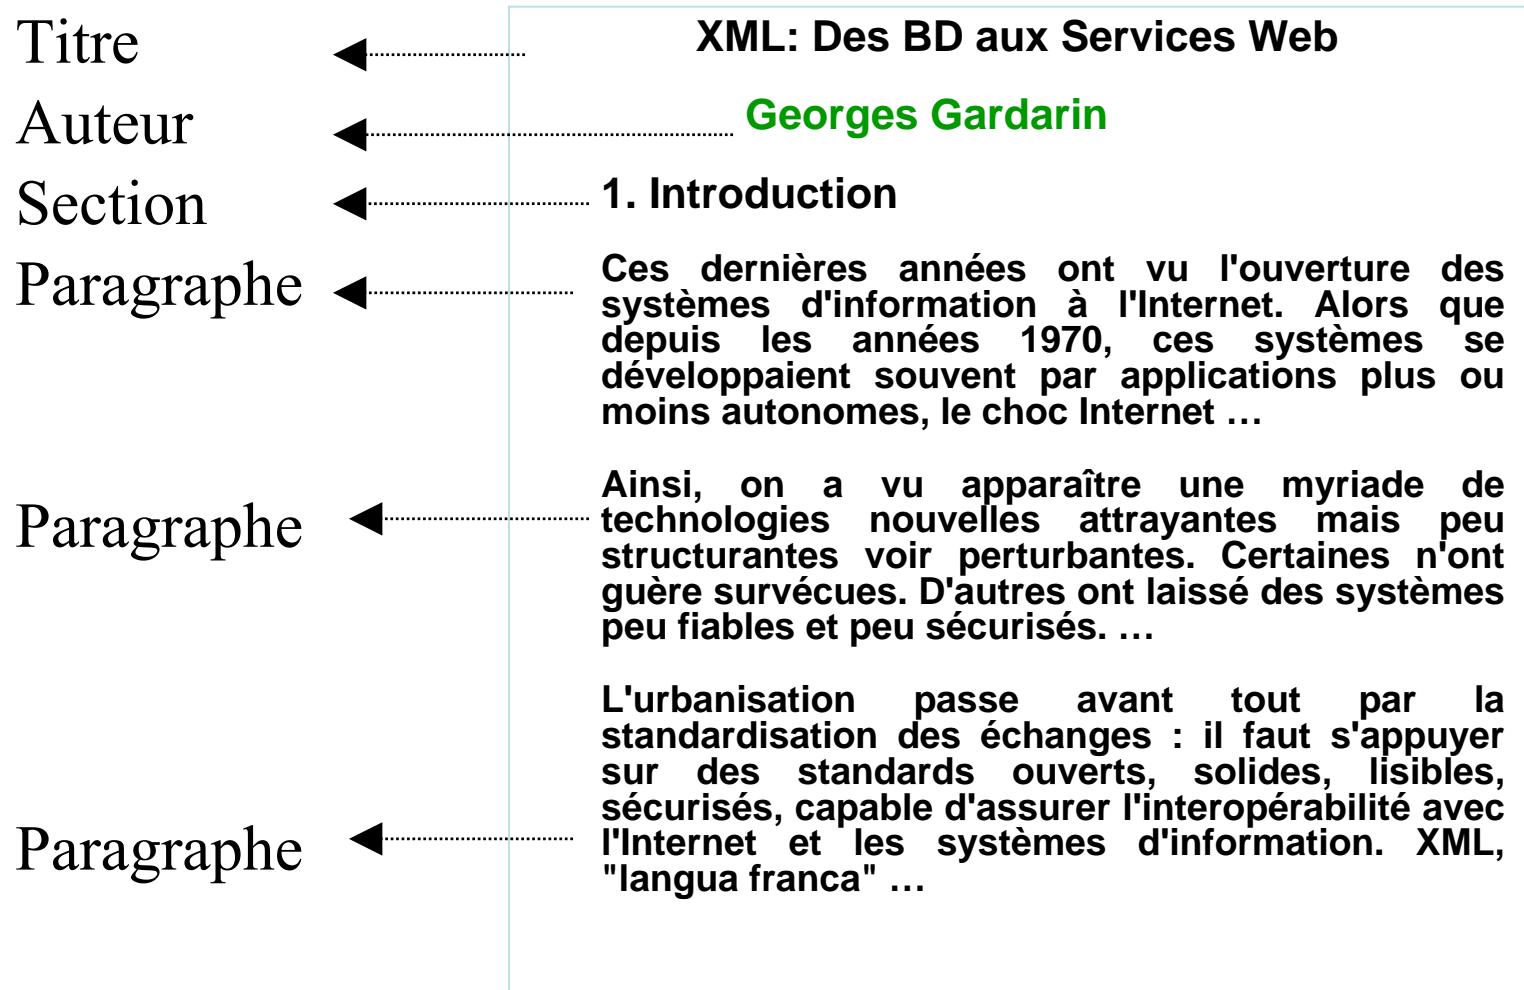 Titre
XML: Des BD aux Services Web
Auteur
Georges Gardarin
Section
1. Introduction
Paragraphe
Ces dernières années ont vu l'ouverture des
systèmes d'information à l'Internet. Alors que
depuis les années 1970, ces systèmes se
développaient souvent par applications plus ou
moins autonomes, le choc Internet …
Paragraphe
Ainsi, on a vu apparaître une myriade de
technologies nouvelles attrayantes mais peu
structurantes voir perturbantes. Certaines n'ont
guère survécues. D'autres ont laissé des systèmes
peu fiables et peu sécurisés. …
Paragraphe
L'urbanisation passe avant tout par la
standardisation des échanges : il faut s'appuyer
sur des standards ouverts, solides, lisibles,
sécurisés, capable d'assurer l'interopérabilité avec
l'Internet et les systèmes d'information. XML,
"langua franca" …